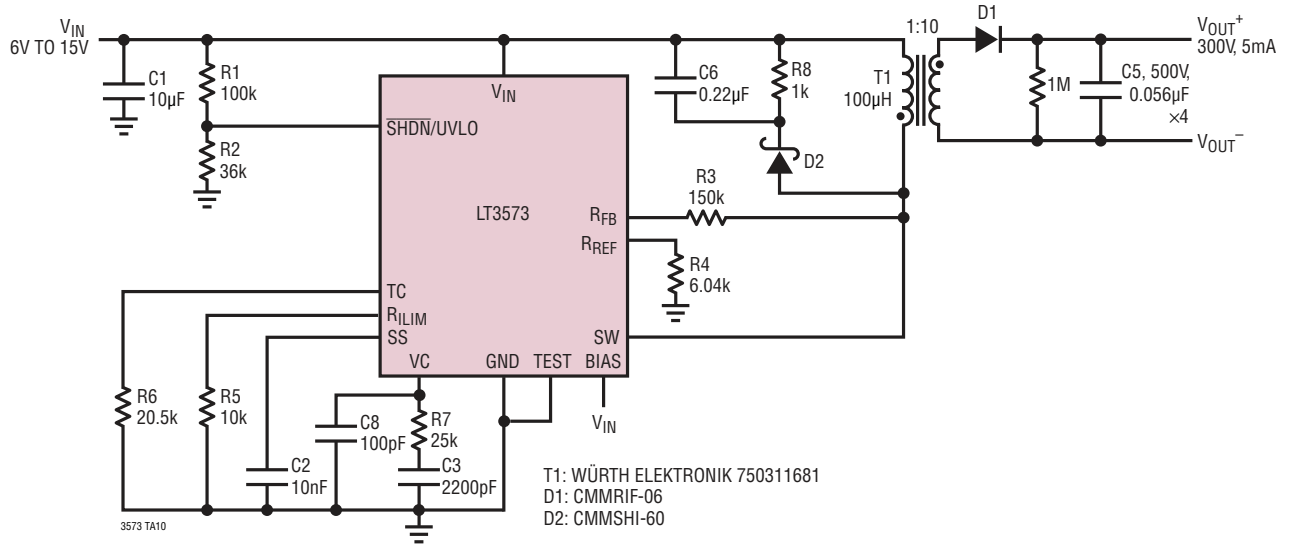 VIN
6V TO 15V
C1
10µF
R1
100k
R2
36k
VIN
SHDN/UVLO
LT3573
RFB
RREF
TC
RILIM
SS
SW
VC
GND
TEST
BIAS
VIN
C6
0.22µF
R8
1k
D2
R3
150k
R4
6.04k
T1
100µH
1:10
D1
1M
C5, 500V,
0.056µF
×4
VOUT+
300V, 5mA
VOUT–
R6
20.5k
R5
10k
C2
10nF
C8
100pF
R7
25k
C3
2200pF
T1: WÜRTH ELEKTRONIK 750311681
D1: CMMRIF-06
D2: CMMSHI-60
3573 TA10